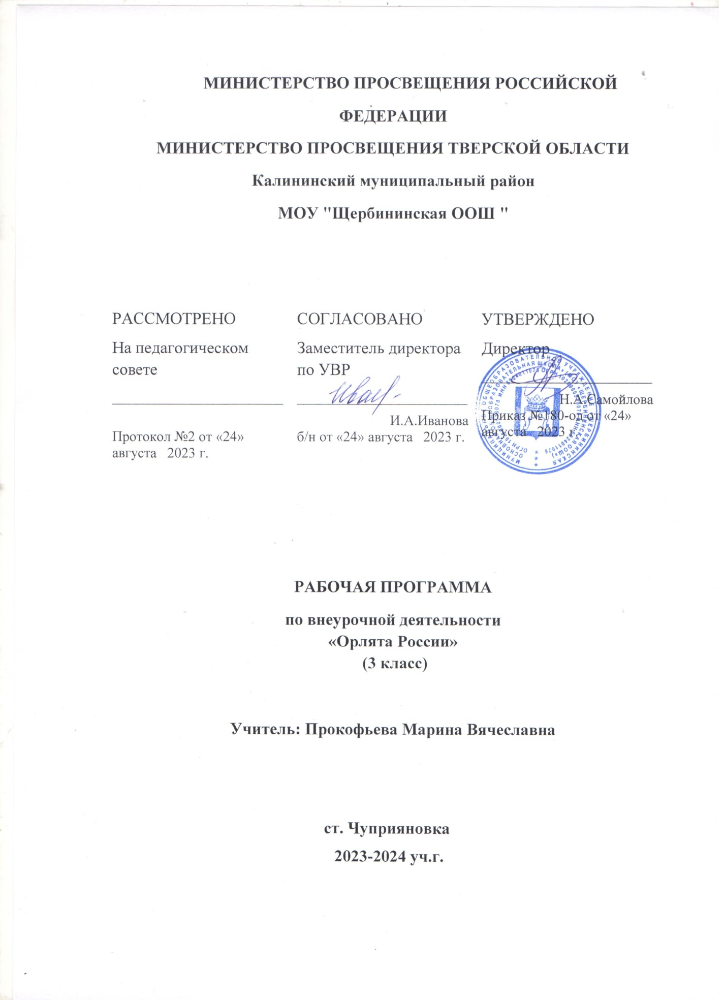 МИНИСТЕРСТВО ПРОСВЕЩЕНИЯ РОССИЙСКОЙ
ФЕДЕРАЦИИ
МИНИСТЕРСТВО ПРОСВЕЩЕНИЯ ТВЕРСКОЙ ОБЛАСТИ
Калининский муниципальный район
МОУ "Щербининская ООШ "
РАССМОТРЕНО
На педагогическом
совете
Протокол №2 от «24»
августа 2023 г.
СОГЛАСОВАНО
Заместитель директора
по УВР
И.А.Иванова
б/н от «24» августа 2023 г.
УТВЕРЖДЕНО
Директор
Н.А.Самойлова
Приказ №180-од от «24»
августа 2023 г.
РАБОЧАЯ ПРОГРАММА
по внеурочной деятельности
«Орлята России»
(3 класс)
Учитель: Прокофьева Марина Вячеславна
ст. Чуприяновка
2023-2024 уч.г.